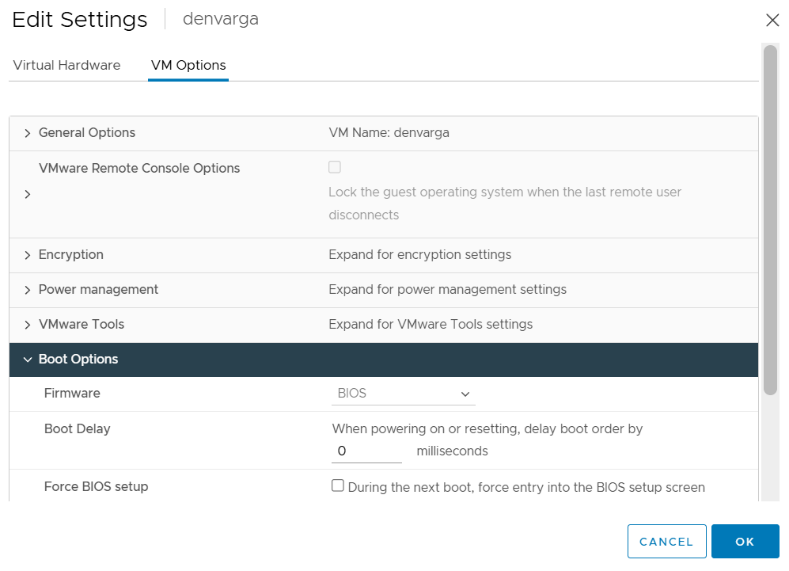 Edit Settings denvarga
Virtual Hardware VM Options
General Options VM Name: denvarga
VMware Remote Console Options
Lock the guest operating system when the last remote user
disconnects
Encryption Expand for encryption settings
Power management Expand for power management settings
VMware Tools Expand for VMware Tools settings
Boot Options
Firmware BIOS
Boot Delay When powering on or resetting, delay boot order by
0 milliseconds
Force BIOS setup During the next boot, force entry into the BIOS setup screen
CANCEL OK